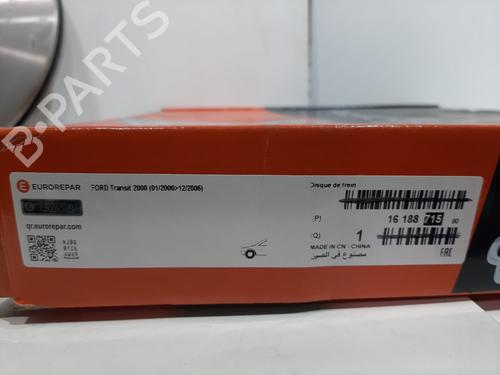 B-PARTS
EUROREPAR
FORD Transit 2000 (01/2000>12/2006)
Disque de frein
qr.eurorepar.com
(P) 16 188 715 80
(Q) 1
MADE IN CN - CHINA
مصنوع في الصين
EAC